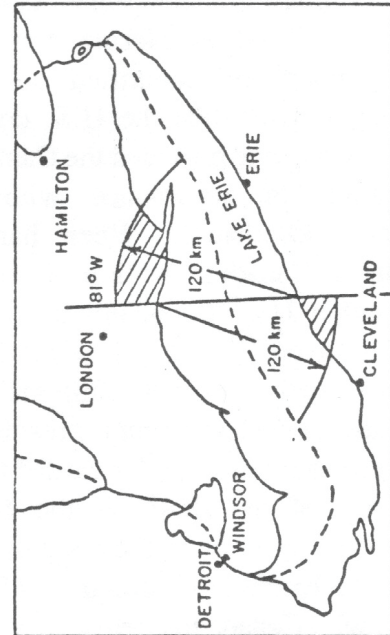 HAMILTON
ERIE
LAKE ERIE
81°W
120 km
120 km
LONDON
CLEVELAND
WINDSOR
DETROIT